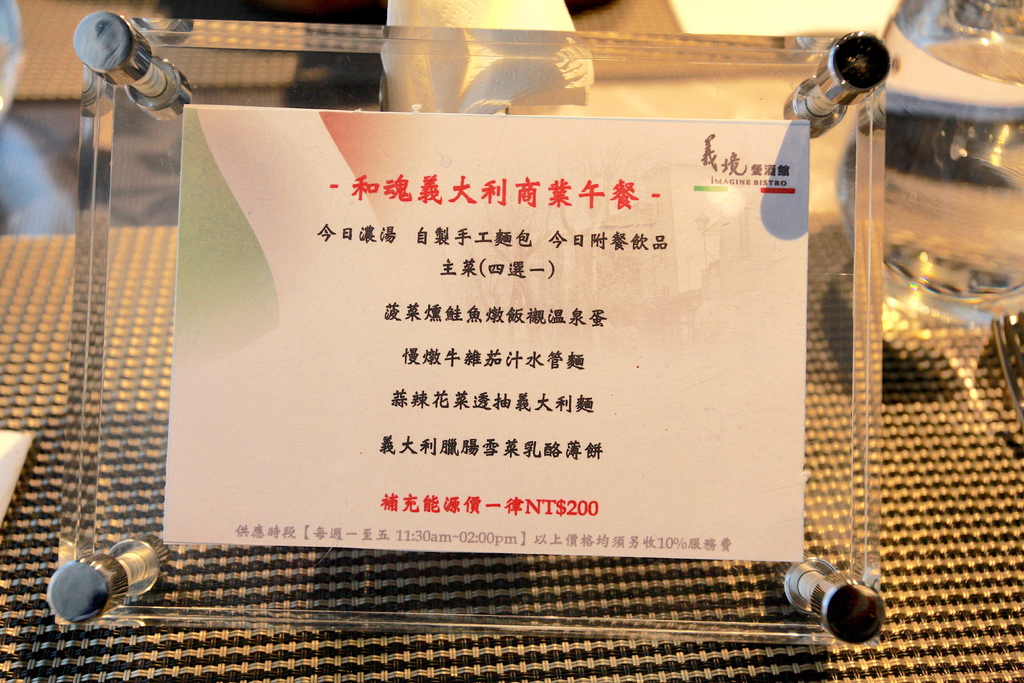 義境餐酒館
iMAGINE BISTRO
- 和魂義大利商業午餐 -
今日濃湯 自製手工麵包 今日附餐飲品
主菜(四選一)
菠菜燻鮭魚燉飯襯溫泉蛋
慢燉牛雜茄汁水管麵
蒜辣花菜透抽義大利麵
義大利臘腸雪菜乳酪薄餅
補充能源價一律NT$200
供應時段【每週一至五 11:30am~02:00pm】以上價格均須另收10%服務費